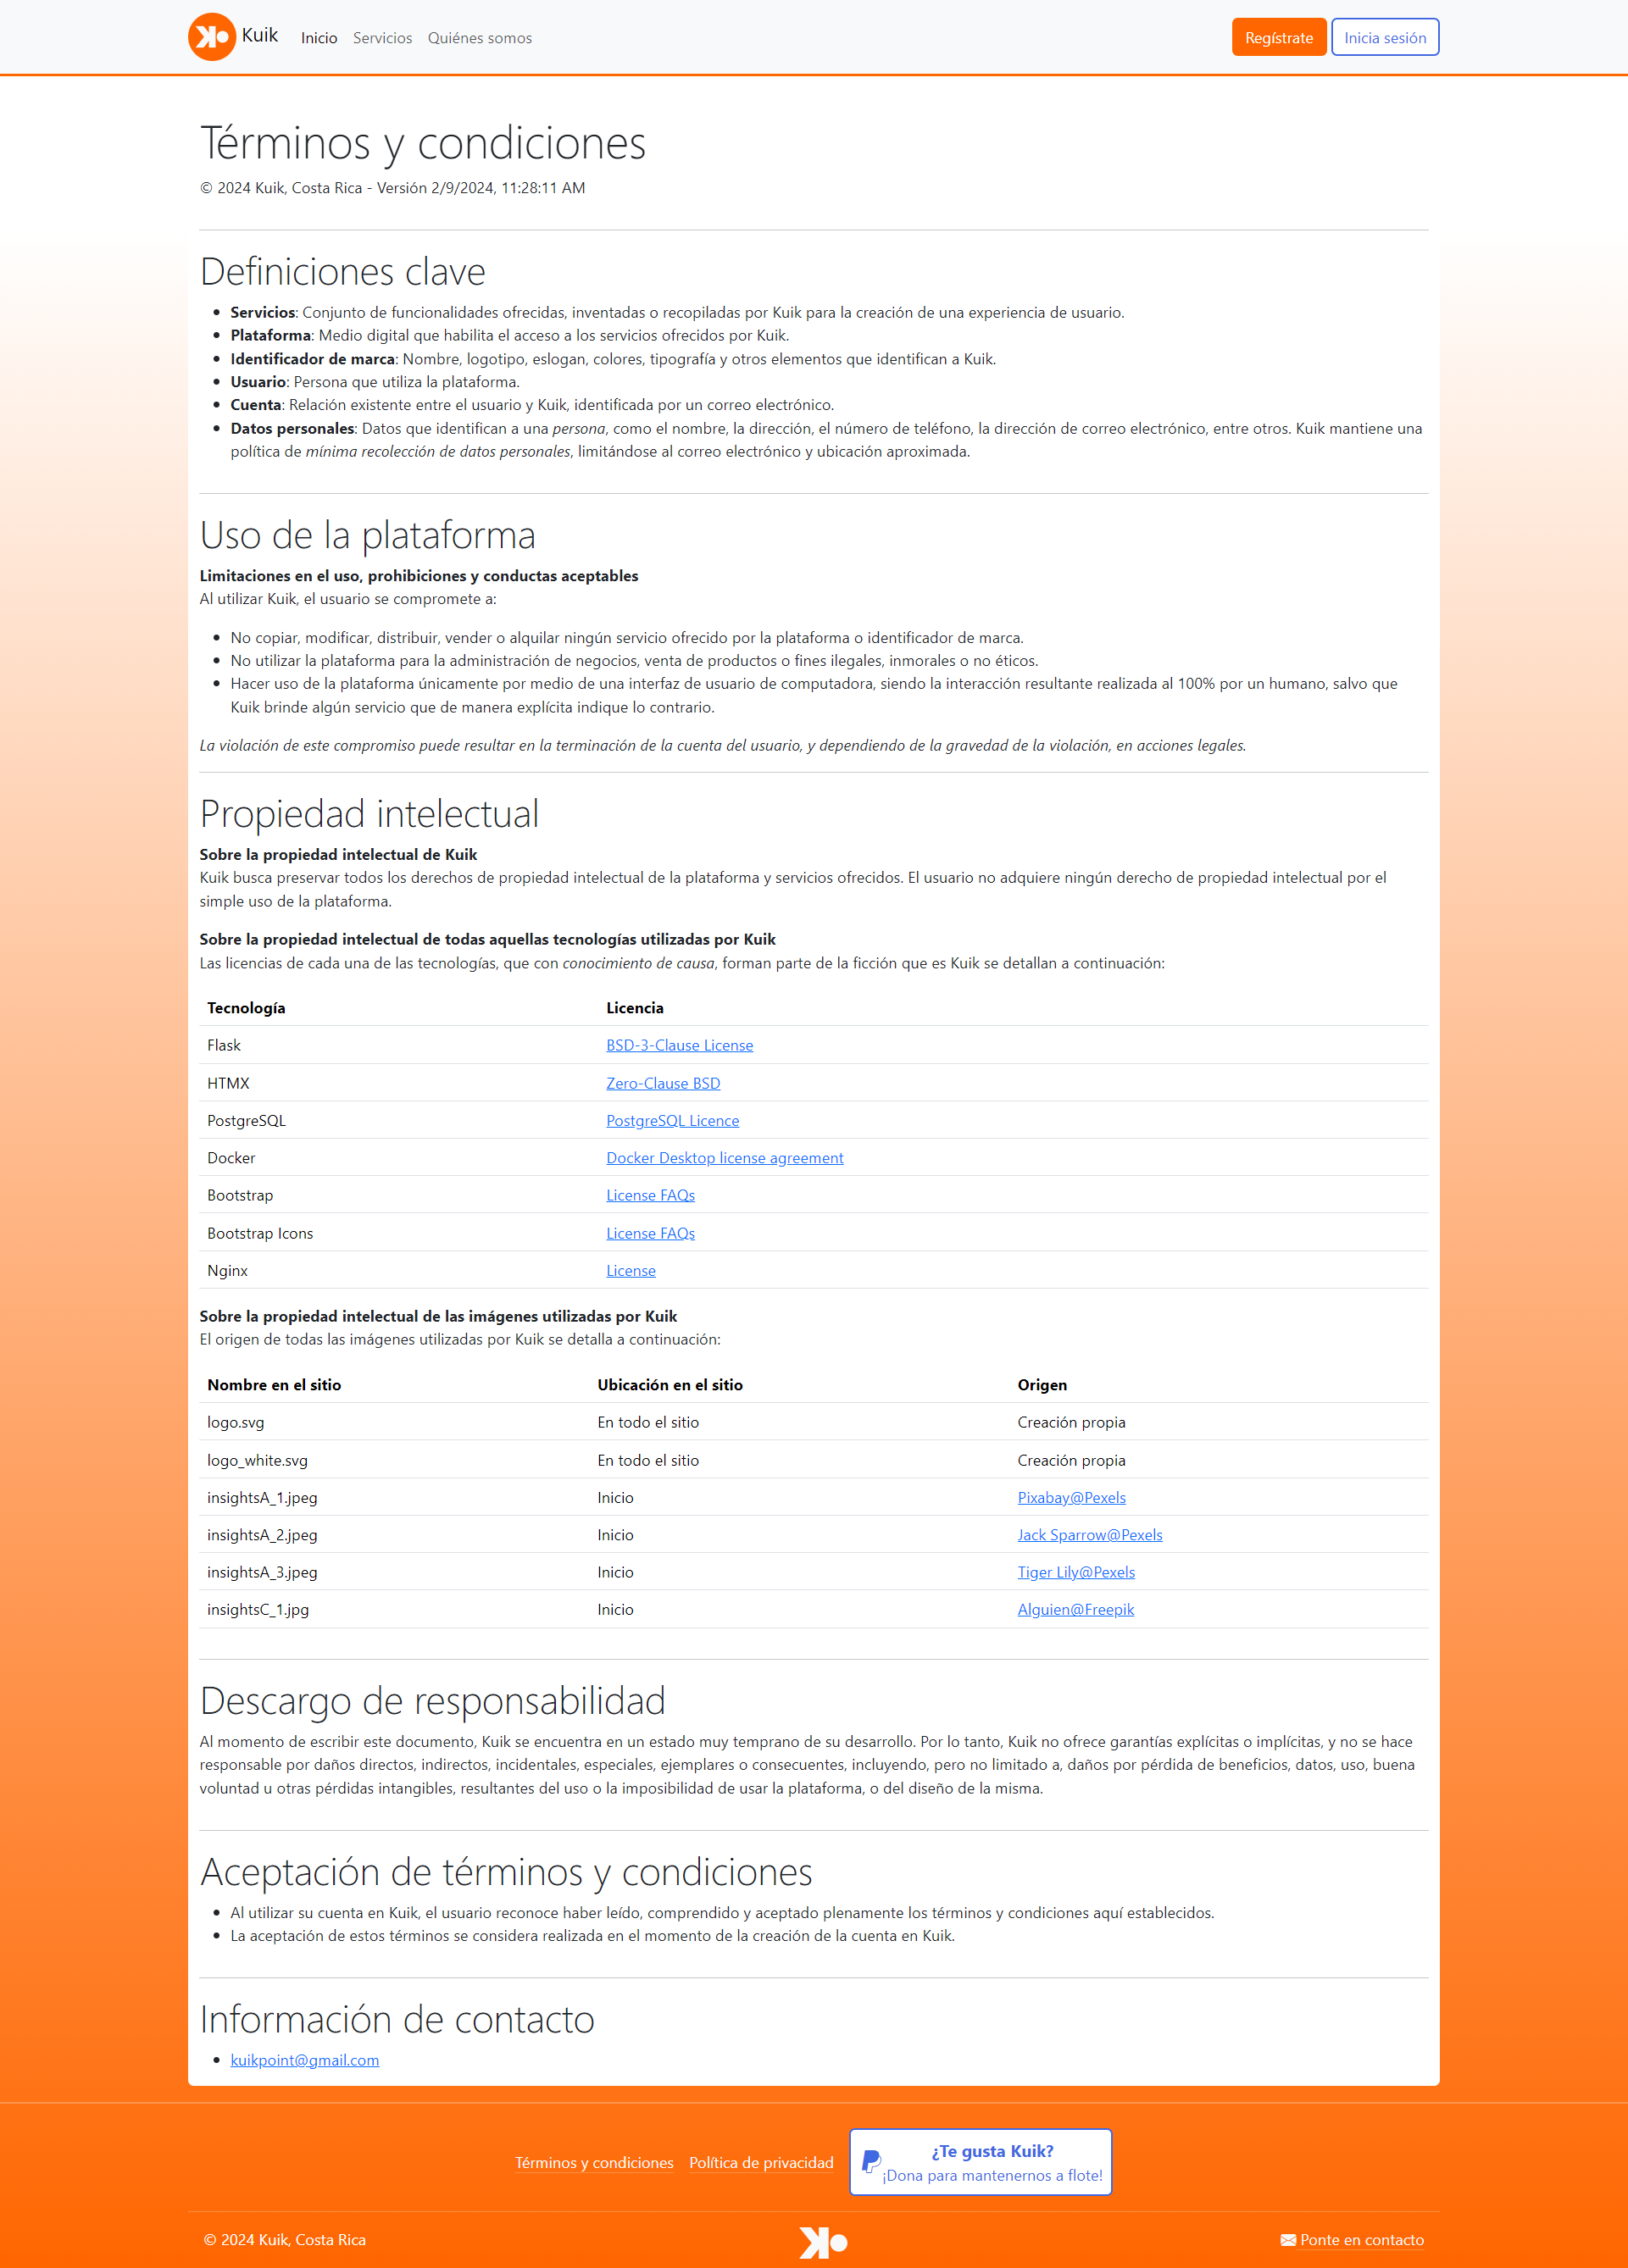 Kuik Inicio Servicios Quiénes somos Regístrate Inicia sesión
Términos y condiciones
© 2024 Kuik, Costa Rica - Versión 2/9/2024, 11:28:11 AM
Definiciones clave
Servicios: Conjunto de funcionalidades ofrecidas, inventadas o recopiladas por Kuik para la creación de una experiencia de usuario.
Plataforma: Medio digital que habilita el acceso a los servicios ofrecidos por Kuik.
Identificador de marca: Nombre, logotipo, eslogan, colores, tipografía y otros elementos que identifican a Kuik.
Usuario: Persona que utiliza la plataforma.
Cuenta: Relación existente entre el usuario y Kuik, identificada por un correo electrónico.
Datos personales: Datos que identifican a una persona, como el nombre, la dirección, el número de teléfono, la dirección de correo electrónico, entre otros. Kuik mantiene una
política de mínima recolección de datos personales, limitándose al correo electrónico y ubicación aproximada.
Uso de la plataforma
Limitaciones en el uso, prohibiciones y conductas aceptables
Al utilizar Kuik, el usuario se compromete a:
No copiar, modificar, distribuir, vender o alquilar ningún servicio ofrecido por la plataforma o identificador de marca.
No utilizar la plataforma para la administración de negocios, venta de productos o fines ilegales, inmorales o no éticos.
Hacer uso de la plataforma únicamente por medio de una interfaz de usuario de computadora, siendo la interacción resultante realizada al 100% por un humano, salvo que
Kuik brinde algún servicio que de manera explícita indique lo contrario.
La violación de este compromiso puede resultar en la terminación de la cuenta del usuario, y dependiendo de la gravedad de la violación, en acciones legales.
Propiedad intelectual
Sobre la propiedad intelectual de Kuik
Kuik busca preservar todos los derechos de propiedad intelectual de la plataforma y servicios ofrecidos. El usuario no adquiere ningún derecho de propiedad intelectual por el
simple uso de la plataforma.
Sobre la propiedad intelectual de todas aquellas tecnologías utilizadas por Kuik
Las licencias de cada una de las tecnologías, que con conocimiento de causa, forman parte de la ficción que es Kuik se detallan a continuación:
Tecnología Licencia
Flask BSD-3-Clause License
HTMX Zero-Clause BSD
PostgreSQL PostgreSQL Licence
Docker Docker Desktop license agreement
Bootstrap License FAQs
Bootstrap Icons License FAQs
Nginx License
Sobre la propiedad intelectual de las imágenes utilizadas por Kuik
El origen de todas las imágenes utilizadas por Kuik se detalla a continuación:
Nombre en el sitio Ubicación en el sitio Origen
logo.svg En todo el sitio Creación propia
logo_white.svg En todo el sitio Creación propia
insightsA_1.jpeg Inicio Pixabay@Pexels
insightsA_2.jpeg Inicio Jack Sparrow@Pexels
insightsA_3.jpeg Inicio Tiger Lily@Pexels
insightsC_1.jpg Inicio Alguien@Freepik
Descargo de responsabilidad
Al momento de escribir este documento, Kuik se encuentra en un estado muy temprano de su desarrollo. Por lo tanto, Kuik no ofrece garantías explícitas o implícitas, y no se hace
responsable por daños directos, indirectos, incidentales, especiales, ejemplares o consecuentes, incluyendo, pero no limitado a, daños por pérdida de beneficios, datos, uso, buena
voluntad u otras pérdidas intangibles, resultantes del uso o la imposibilidad de usar la plataforma, o del diseño de la misma.
Aceptación de términos y condiciones
Al utilizar su cuenta en Kuik, el usuario reconoce haber leído, comprendido y aceptado plenamente los términos y condiciones aquí establecidos.
La aceptación de estos términos se considera realizada en el momento de la creación de la cuenta en Kuik.
Información de contacto
kuikpoint@gmail.com
Términos y condiciones Política de privacidad
¿Te gusta Kuik?
¡Dona para mantenernos a flote!
© 2024 Kuik, Costa Rica
Ponte en contacto